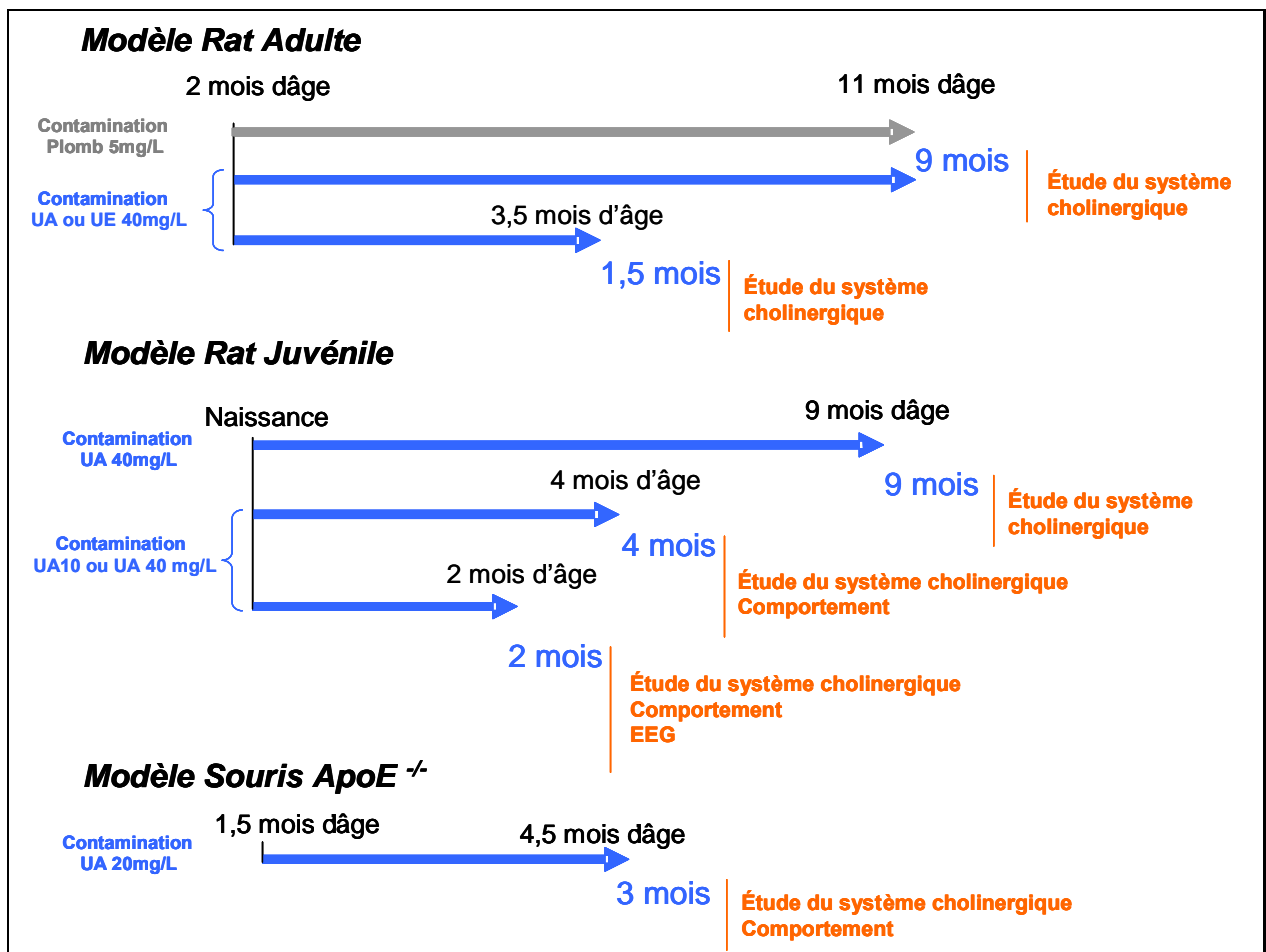 Modèle Rat Adulte
2 mois dâge
11 mois dâge
Contamination
Plomb 5mg/L
9 mois
Étude du système
cholinergique
Contamination
UA ou UE 40mg/L
3,5 mois d’âge
1,5 mois
Étude du système
cholinergique
Modèle Rat Juvénile
Naissance
9 mois dâge
Contamination
UA 40mg/L
9 mois
Étude du système
cholinergique
4 mois d’âge
Contamination
UA10 ou UA 40 mg/L
4 mois
Étude du système cholinergique
Comportement
2 mois d’âge
2 mois
Étude du système cholinergique
Comportement
EEG
Modèle Souris ApoE -/-
1,5 mois dâge
4,5 mois dâge
Contamination
UA 20mg/L
3 mois
Étude du système cholinergique
Comportement